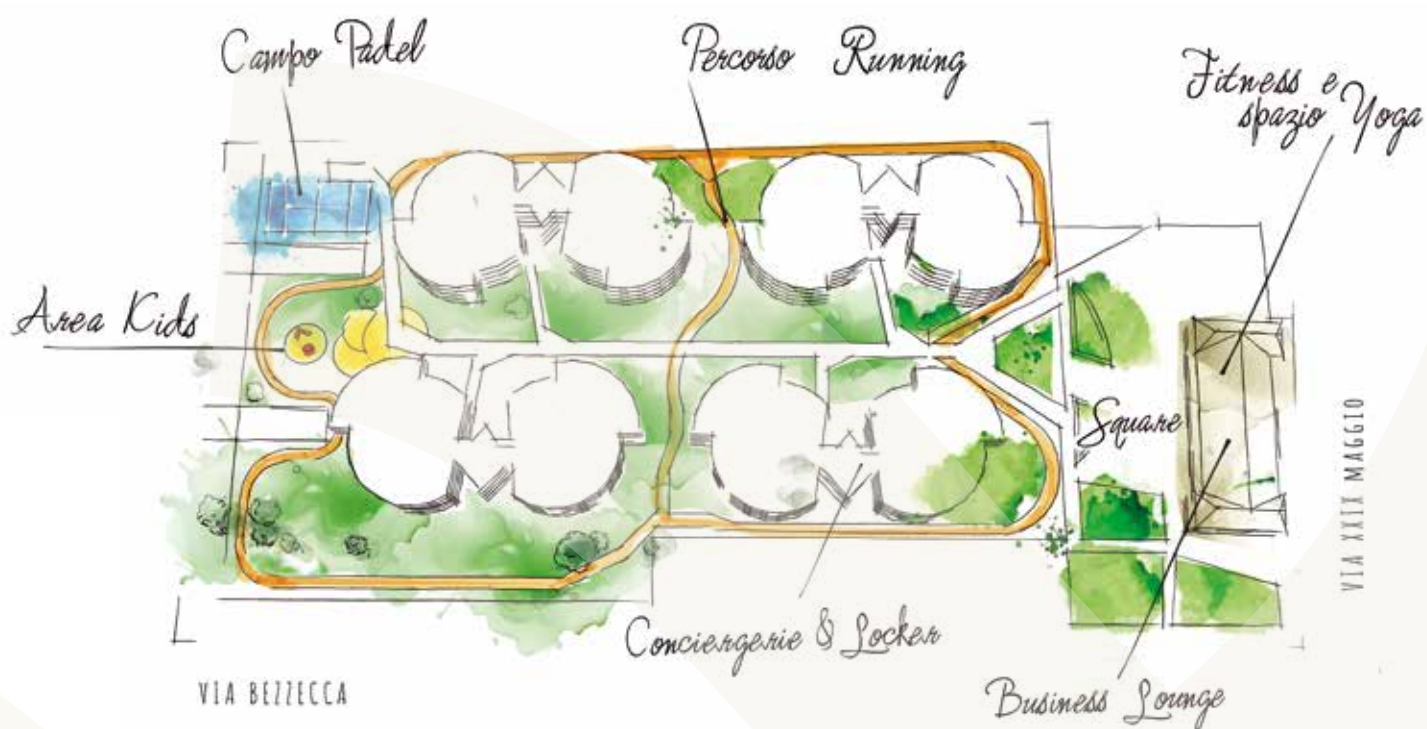 Campo Padel
Percorso Running
Fitness e
spazio Yoga
Area Kids
Square
VIA XXIX MAGGIO
Conciergerie & Locker
Business Lounge
VIA BEZZECCA